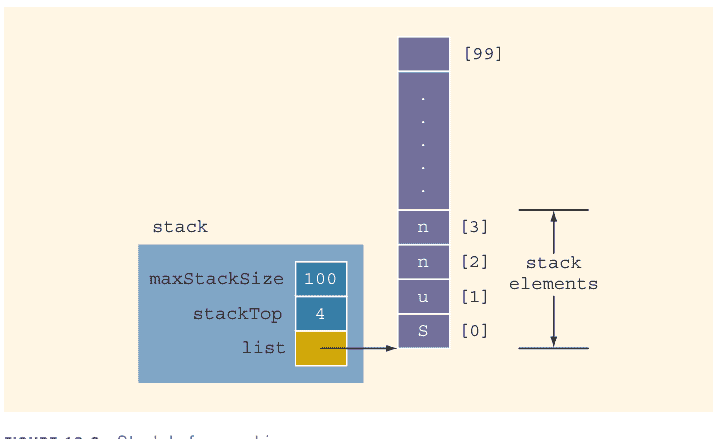 [99]
.
.
.
.
.
stack
n [3]
n [2]
stack
elements
maxStackSize 100
u [1]
stackTop 4
S [0]
list